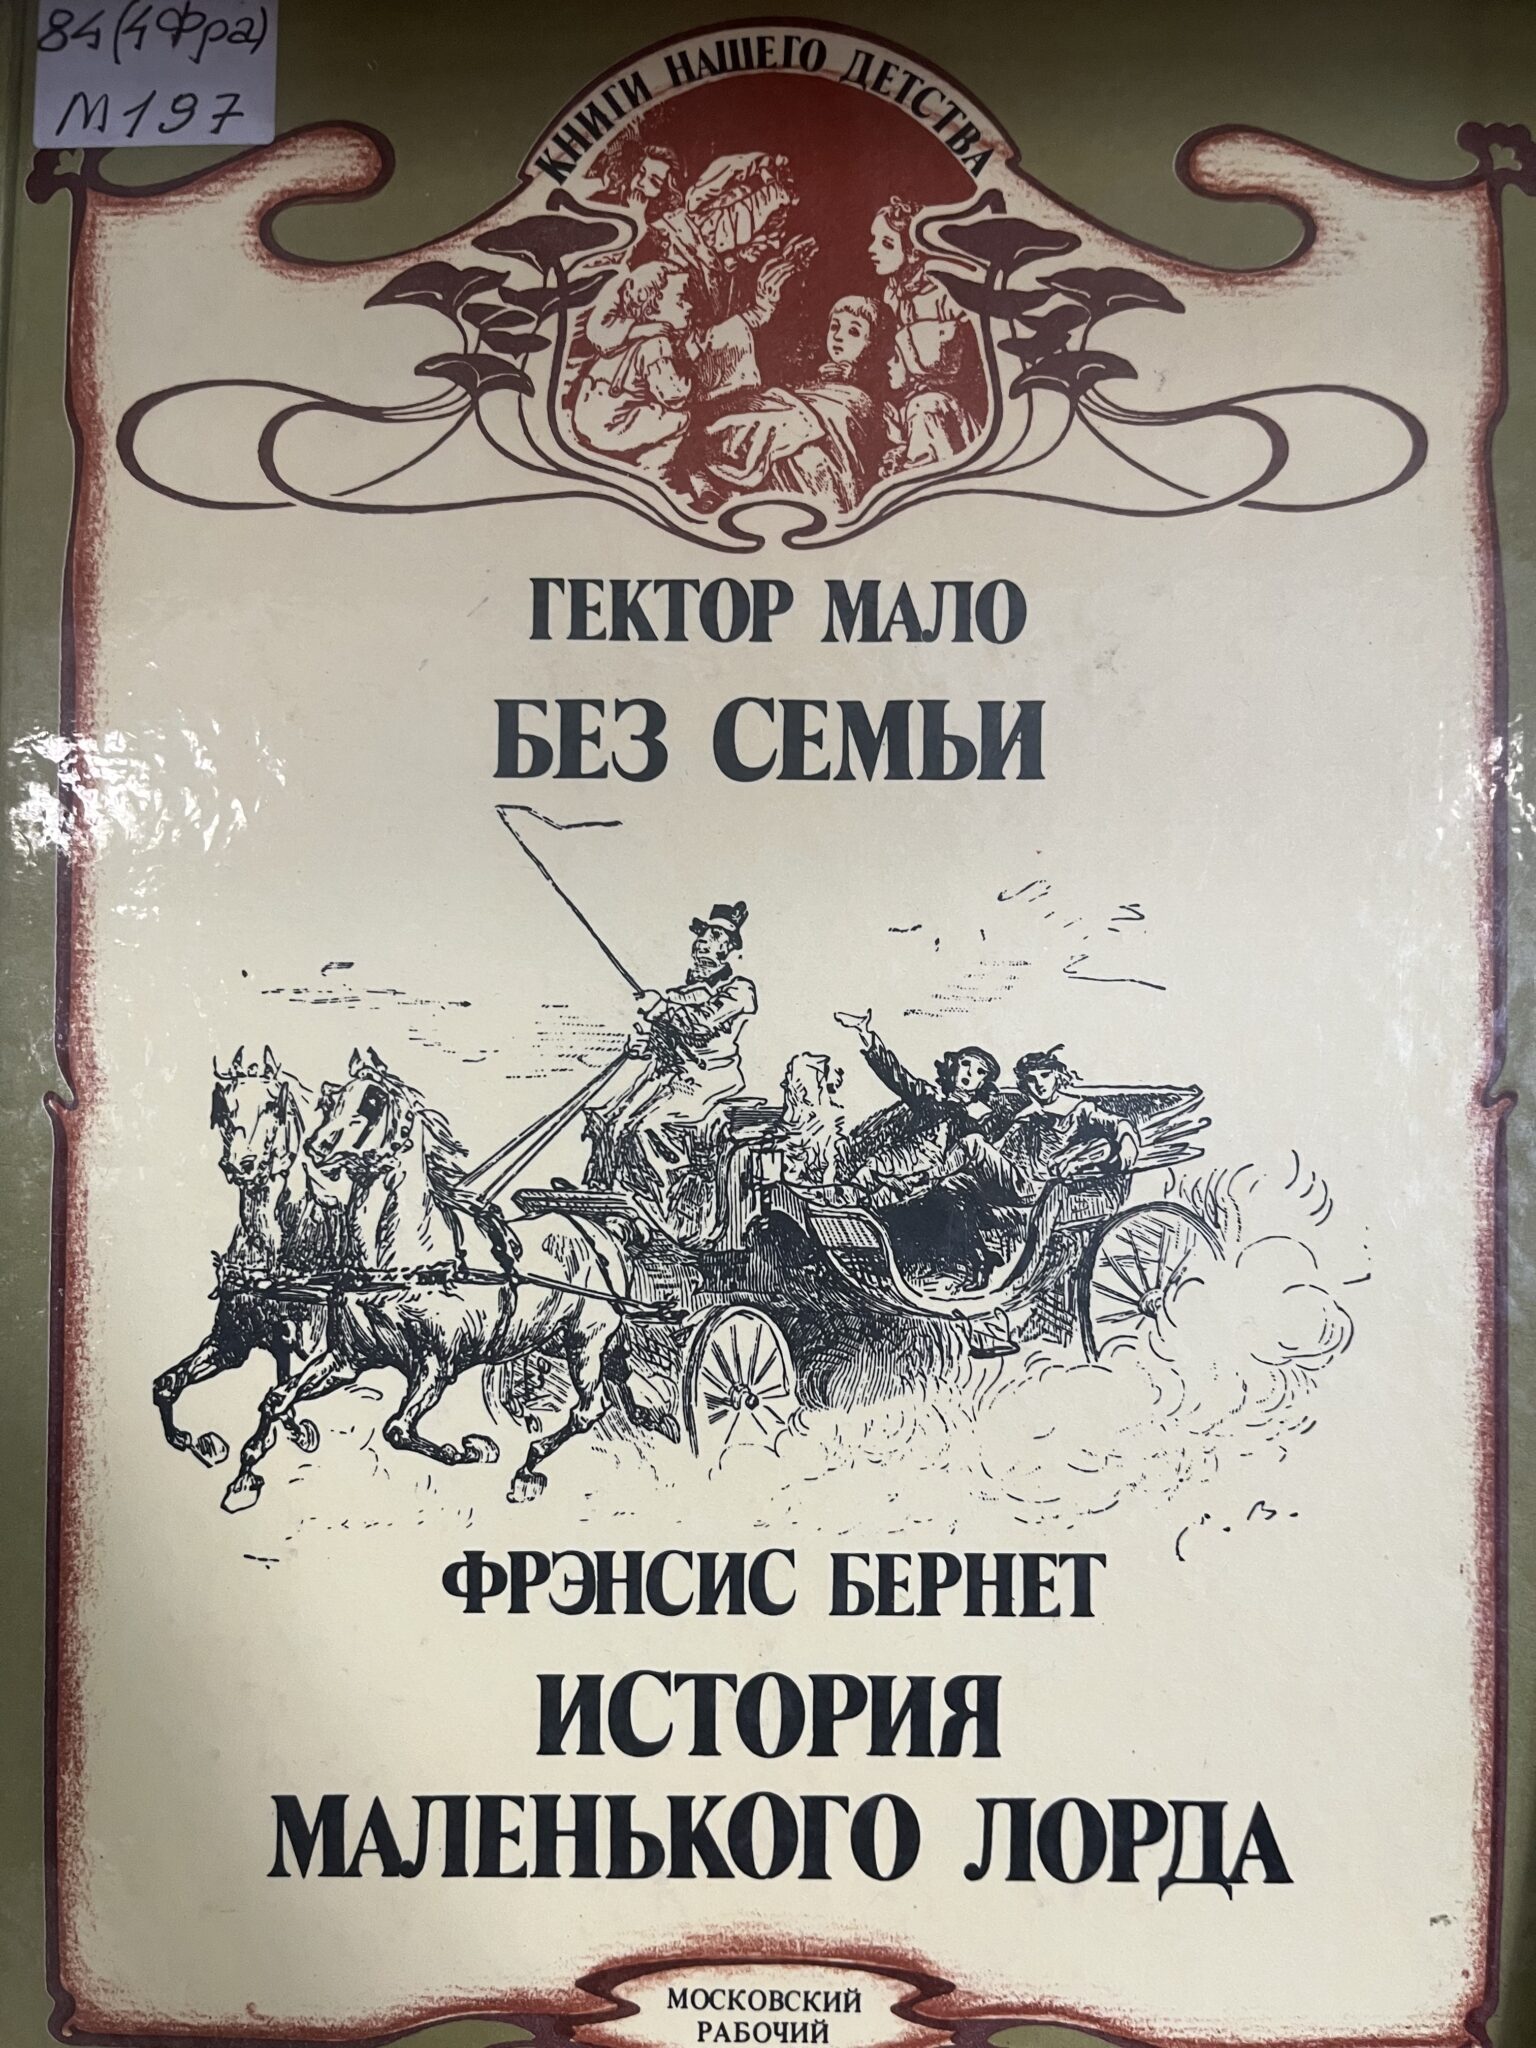 84(4Фра)
М197
КНИГИ НАШЕГО ДЕТСТВА
ГЕКТОР МАЛО
БЕЗ СЕМЬИ
ФРЭНСИС БЕРНЕТ
ИСТОРИЯ
МАЛЕНЬКОГО ЛОРДА
МОСКОВСКИЙ
РАБОЧИЙ